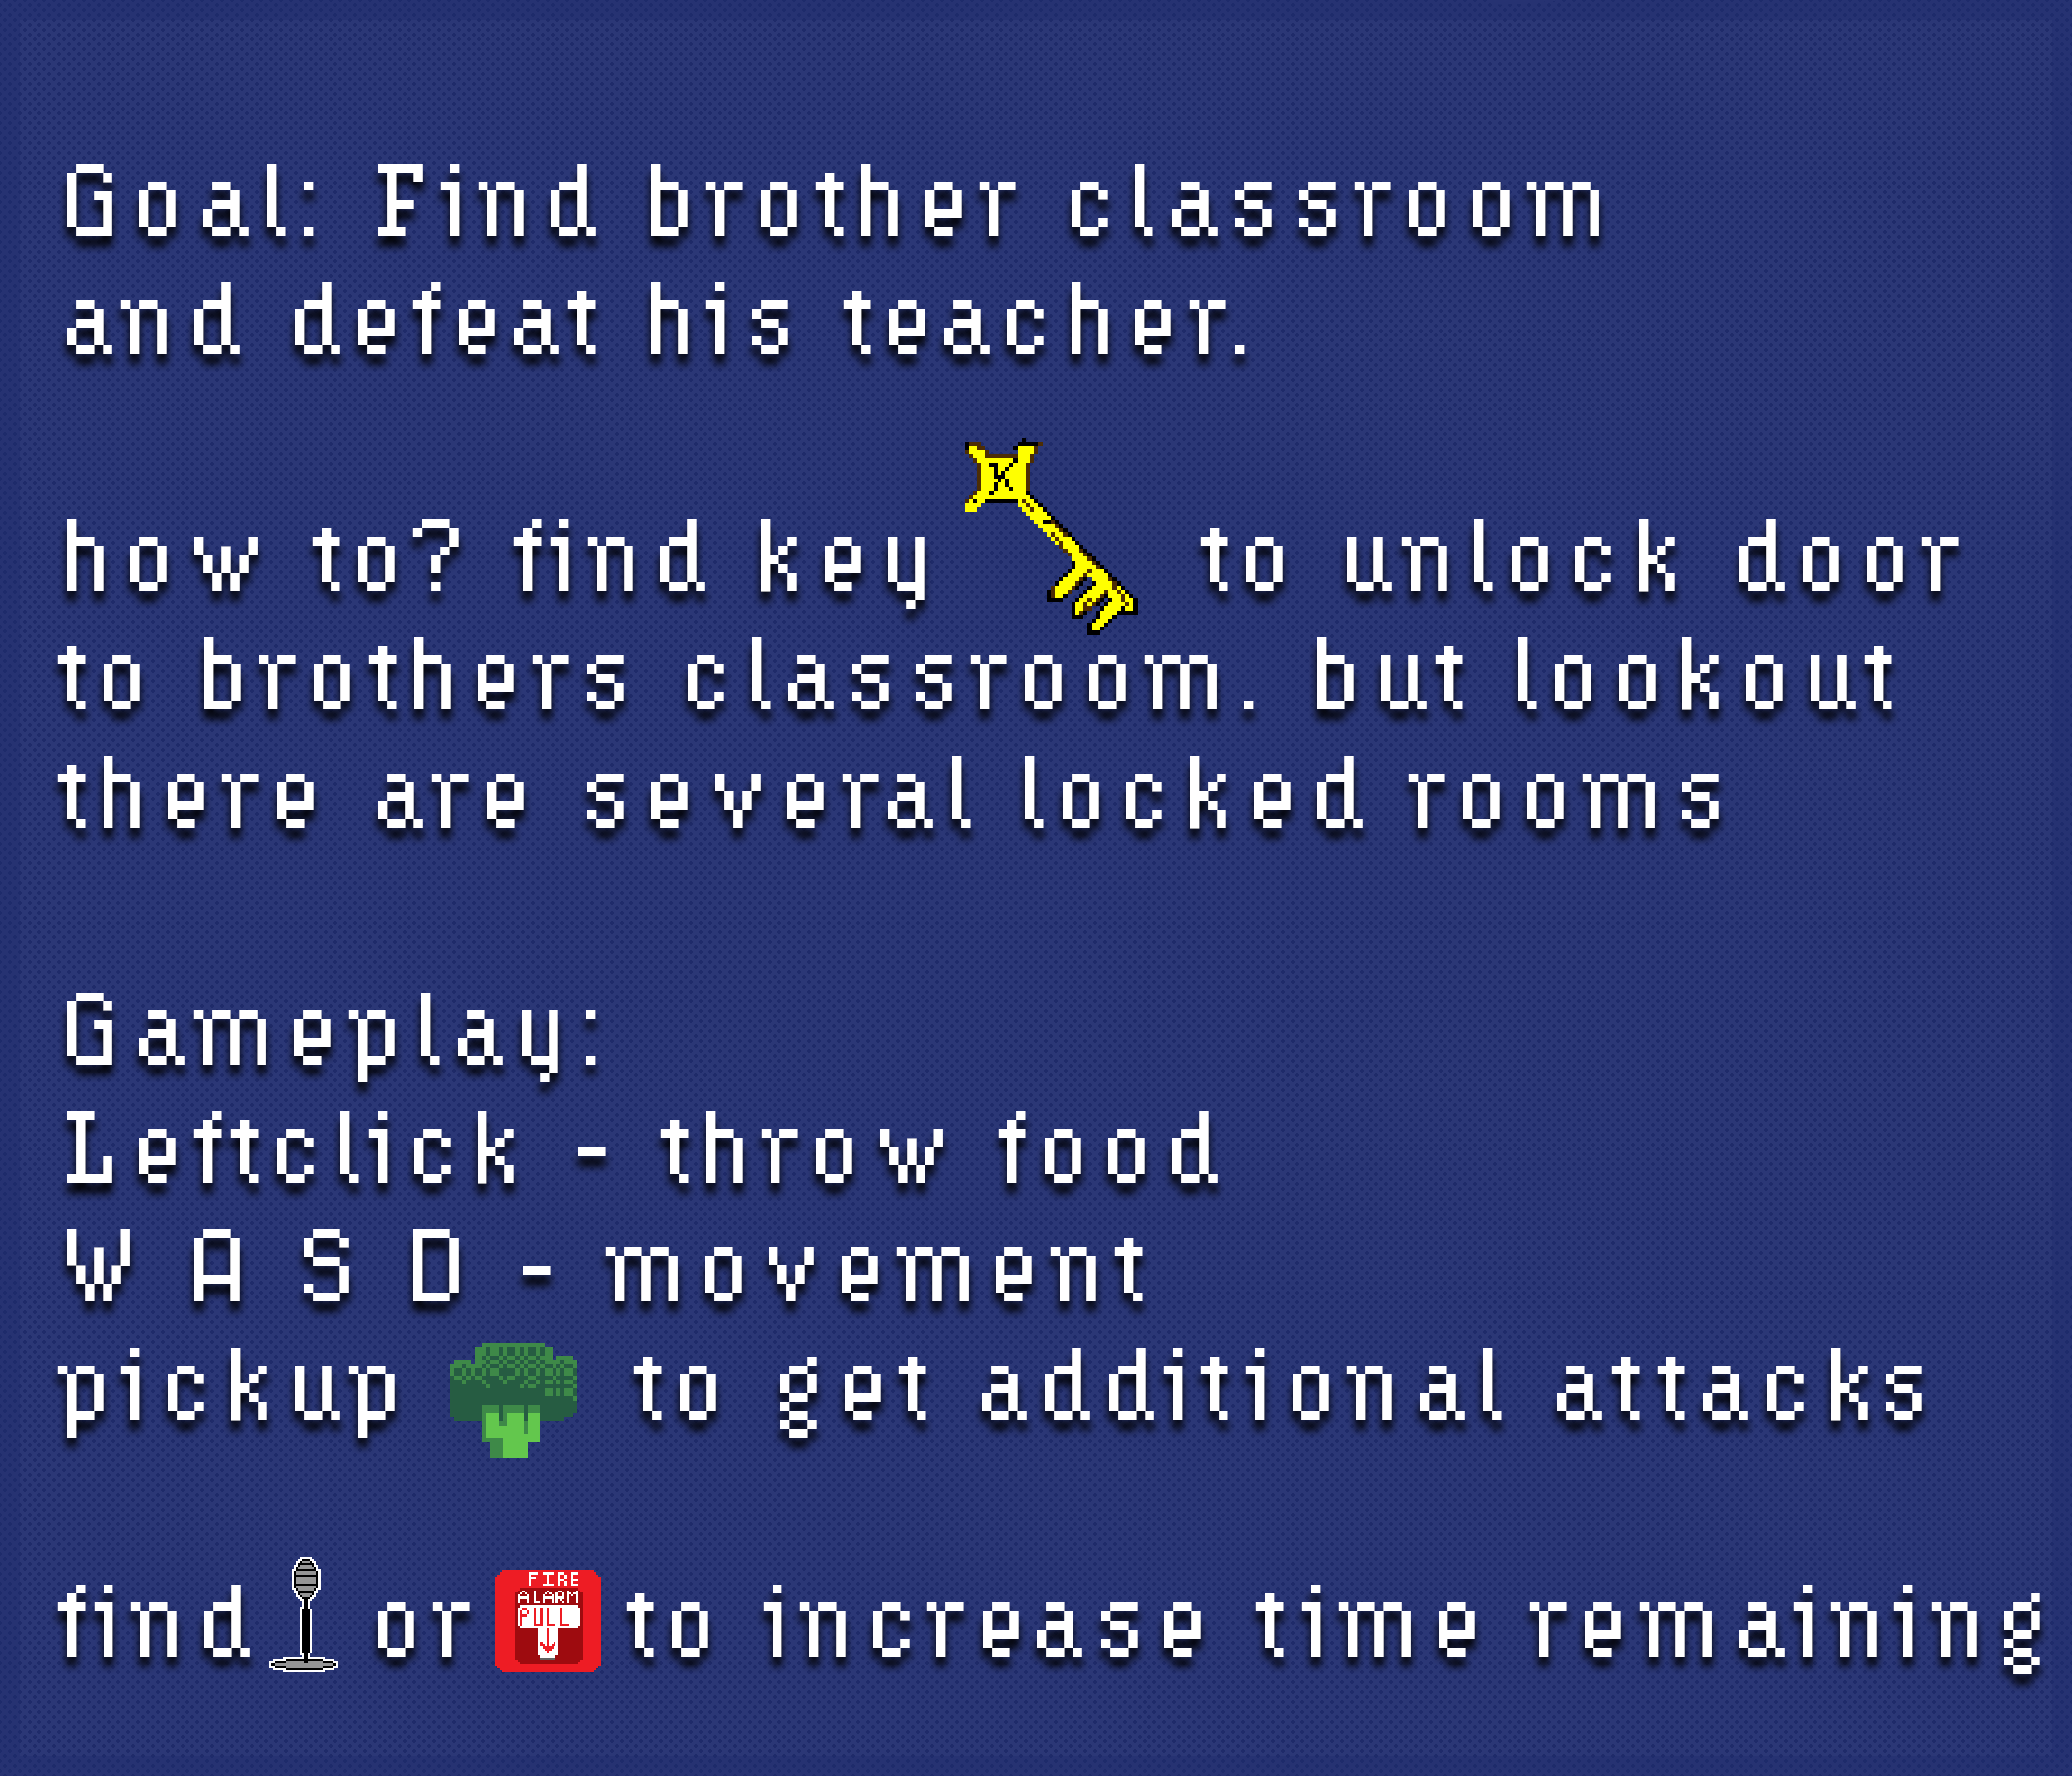 Goal: Find brother classroom
and defeat his teacher.
K
how to? find key to unlock door
to brothers classroom. but lookout
there are several locked rooms
Gameplay:
Leftclick - throw food
W A S D - movement
pickup to get additional attacks
find or to increase time remaining
FIRE
ALARM
PULL